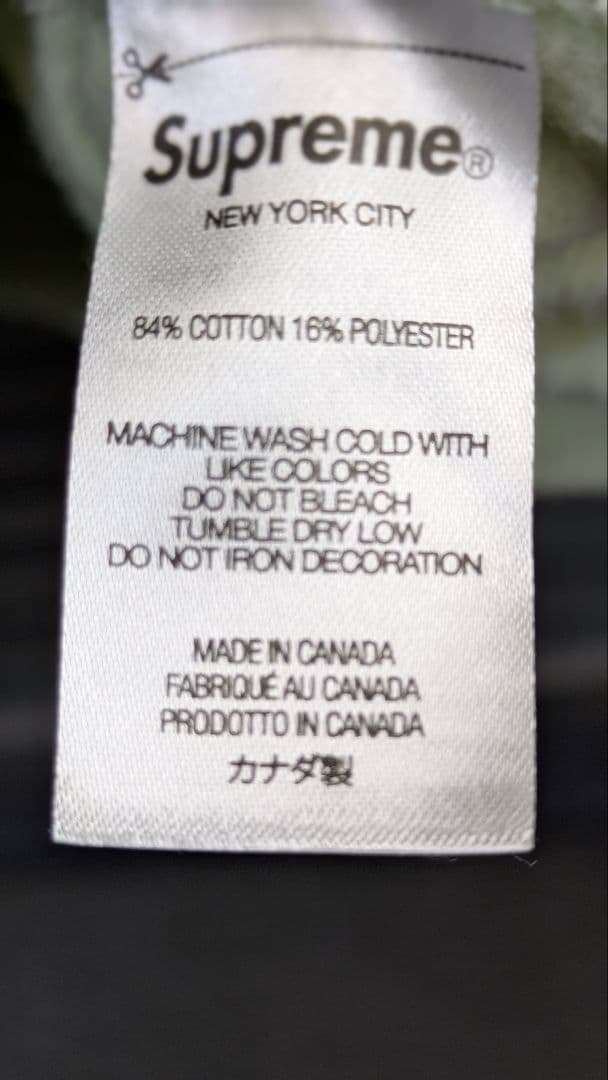 Supreme®
NEW YORK CITY
84% COTTON 16% POLYESTER
MACHINE WASH COLD WITH
LIKE COLORS
DO NOT BLEACH
TUMBLE DRY LOW
DO NOT IRON DECORATION
MADE IN CANADA
FABRIQUÉ AU CANADA
PRODOTTO IN CANADA
カナダ製